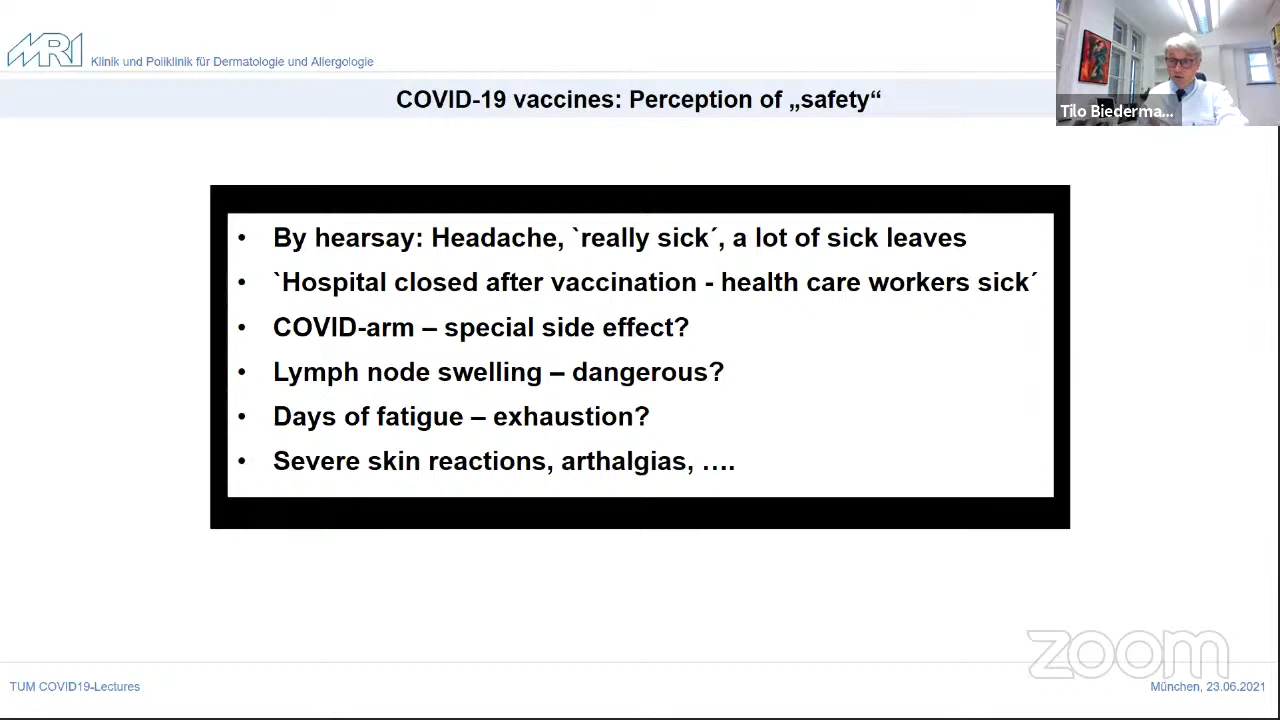 MRI
Klinik und Poliklinik für Dermatologie und Allergologie
COVID-19 vaccines: Perception of „safety“
Tilo Biederma...
• By hearsay: Headache, `really sick´, a lot of sick leaves
• `Hospital closed after vaccination - health care workers sick´
• COVID-arm – special side effect?
• Lymph node swelling – dangerous?
• Days of fatigue – exhaustion?
• Severe skin reactions, arthalgias, ….
zoom
TUM COVID19-Lectures
München, 23.06.2021